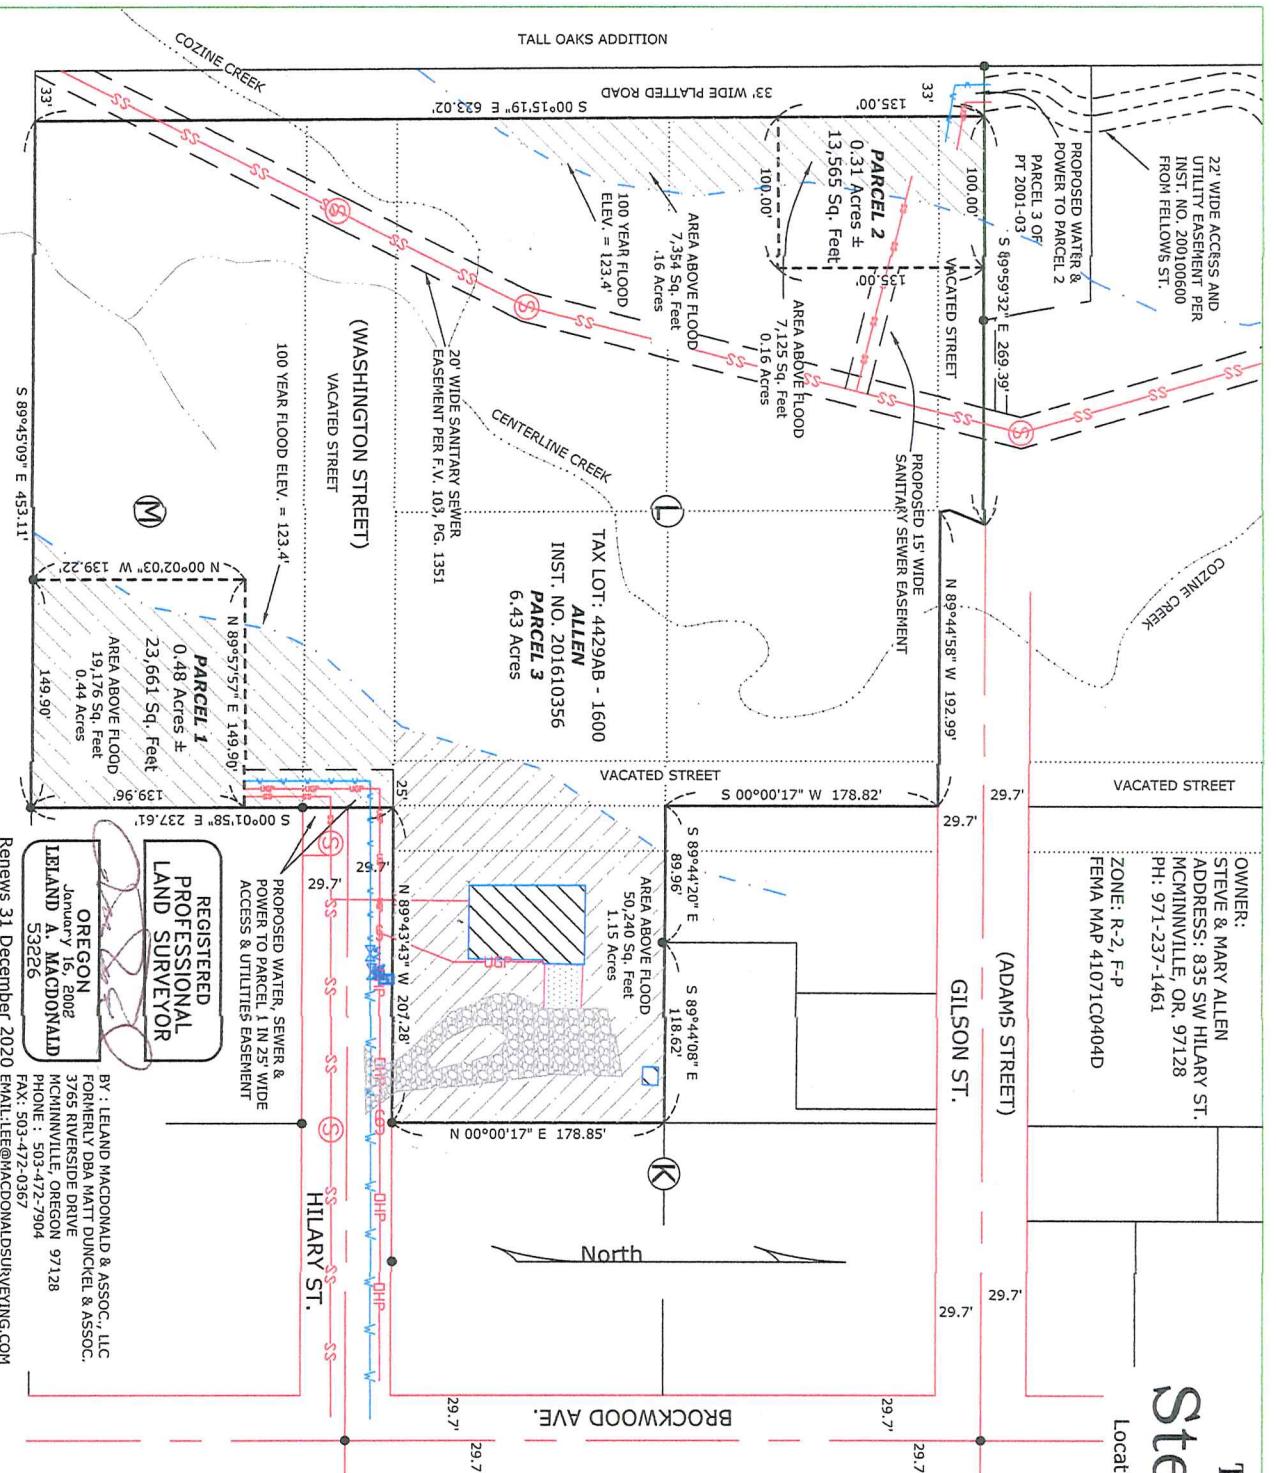 TALL OAKS ADDITION
COZINE CREEK
33'
S 00°15'19" E 623.02'
33' WIDE PLATTED ROAD
135.00'
33'
22' WIDE ACCESS AND
UTILITY EASEMENT PER
INST. NO. 200100600
FROM FELLOWS ST.
PROPOSED WATER &
POWER TO PARCEL 2
PARCEL 3 OF
PT 2001-03
100.00'
S 89°59'32" E 269.39'
PARCEL 2
0.31 Acres ±
13,565 Sq. Feet
100.00'
135.00'
VACATED STREET
100 YEAR FLOOD
ELEV. = 123.4'
AREA ABOVE FLOOD
7,354 Sq. Feet
.16 Acres
AREA ABOVE FLOOD
7,125 Sq. Feet
0.16 Acres
PROPOSED 15' WIDE
SANITARY SEWER EASEMENT
20' WIDE SANITARY SEWER
EASEMENT PER F.V. 103, PG. 1351
(WASHINGTON STREET)
VACATED STREET
CENTERLINE CREEK
100 YEAR FLOOD ELEV. = 123.4'
S 89°45'09" E 453.11'
M
L
TAX LOT: 4429AB - 1600
ALLEN
INST. NO. 201610356
PARCEL 3
6.43 Acres
COZINE CREEK
N 89°44'58" W 192.99'
N 00°02'03" W 139.22'
N 89°57'57" E 149.90'
PARCEL 1
0.48 Acres ±
23,661 Sq. Feet
AREA ABOVE FLOOD
19,176 Sq. Feet
0.44 Acres
149.90'
139.96'
S 00°01'58" E 237.61'
25'
VACATED STREET
S 00°00'17" W 178.82'
VACATED STREET
29.7'
29.7'
S 89°44'20" E
89.96'
S 89°44'08" E
118.62'
AREA ABOVE FLOOD
50,240 Sq. Feet
1.15 Acres
N 89°43'43" W 207.28'
29.7'
29.7'
N 00°00'17" E 178.85'
PROPOSED WATER, SEWER &
POWER TO PARCEL 1 IN 25' WIDE
ACCESS & UTILITIES EASEMENT
OWNER:
STEVE & MARY ALLEN
ADDRESS: 835 SW HILARY ST.
MCMINNVILLE, OR. 97128
PH: 971-237-1461
ZONE: R-2, F-P
FEMA MAP 41071C0404D
(ADAMS STREET)
GILSON ST.
UGP
OHP
OHP
OHP
K
North
HILARY ST.
BROCKWOOD AVE.
29.7'
29.7'
29.7'
29.7'
29.7
29.7
REGISTERED
PROFESSIONAL
LAND SURVEYOR
OREGON
January 16, 2002
LELAND A. MACDONALD
53226
Renews 31 December 2020
BY : LEELAND MACDONALD & ASSOC., LLC
FORMERLY DBA MATT DUNCKEL & ASSOC.
3765 RIVERSIDE DRIVE
MCMINNVILLE, OREGON 97128
PHONE : 503-472-7904
FAX: 503-472-0367
EMAIL:LEE@MACDONALDSURVEYING.COM
Ste
Locat